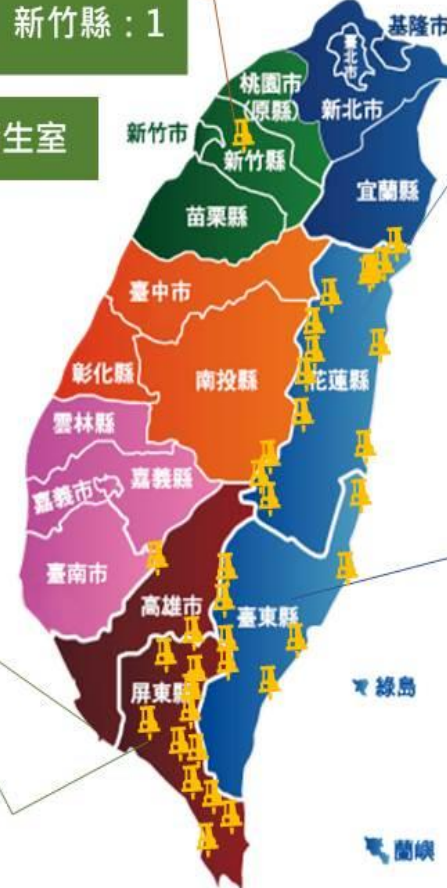 新竹縣：1
生室
基隆市
臺北市
桃園市
(原縣)
新北市
新竹市
新竹縣
宜蘭縣
苗栗縣
臺中市
彰化縣
南投縣
花蓮縣
雲林縣
嘉義縣
嘉義市
臺南市
高雄市
臺東縣
屏東縣
綠島
蘭嶼